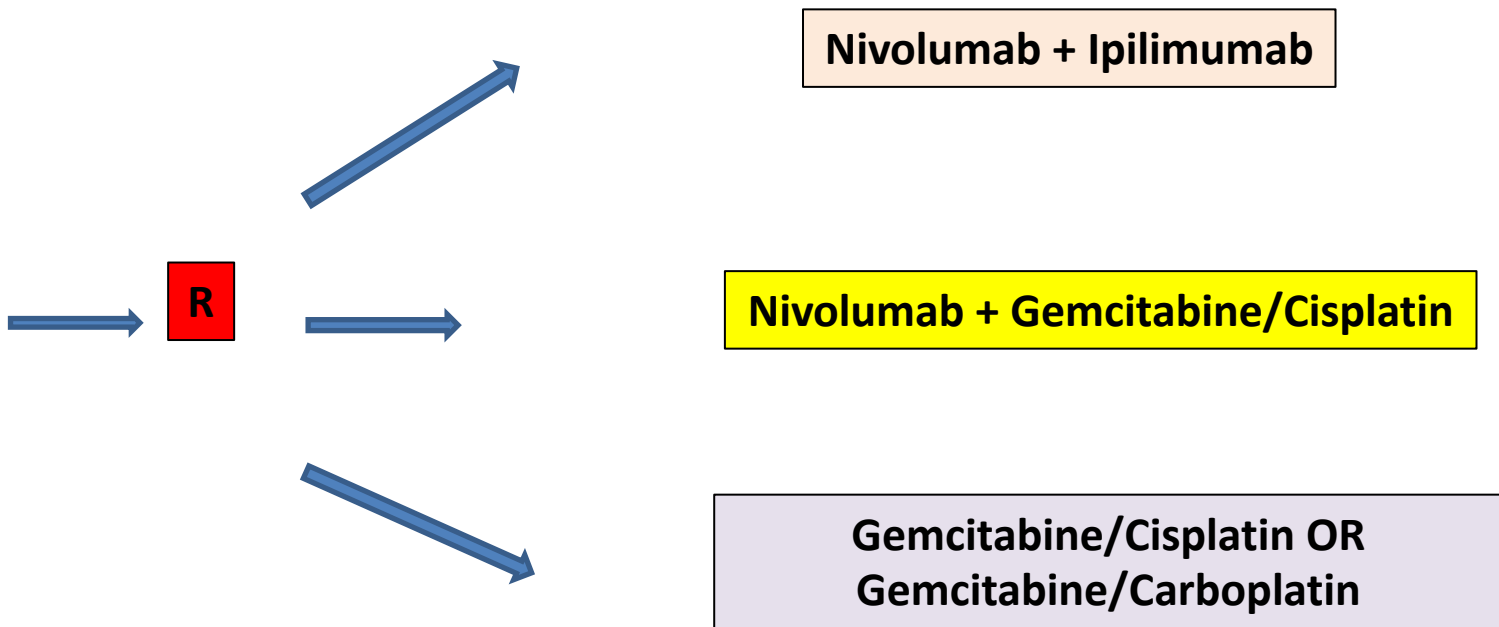 Nivolumab + Ipilimumab
R
Nivolumab + Gemcitabine/Cisplatin
Gemcitabine/Cisplatin OR
Gemcitabine/Carboplatin